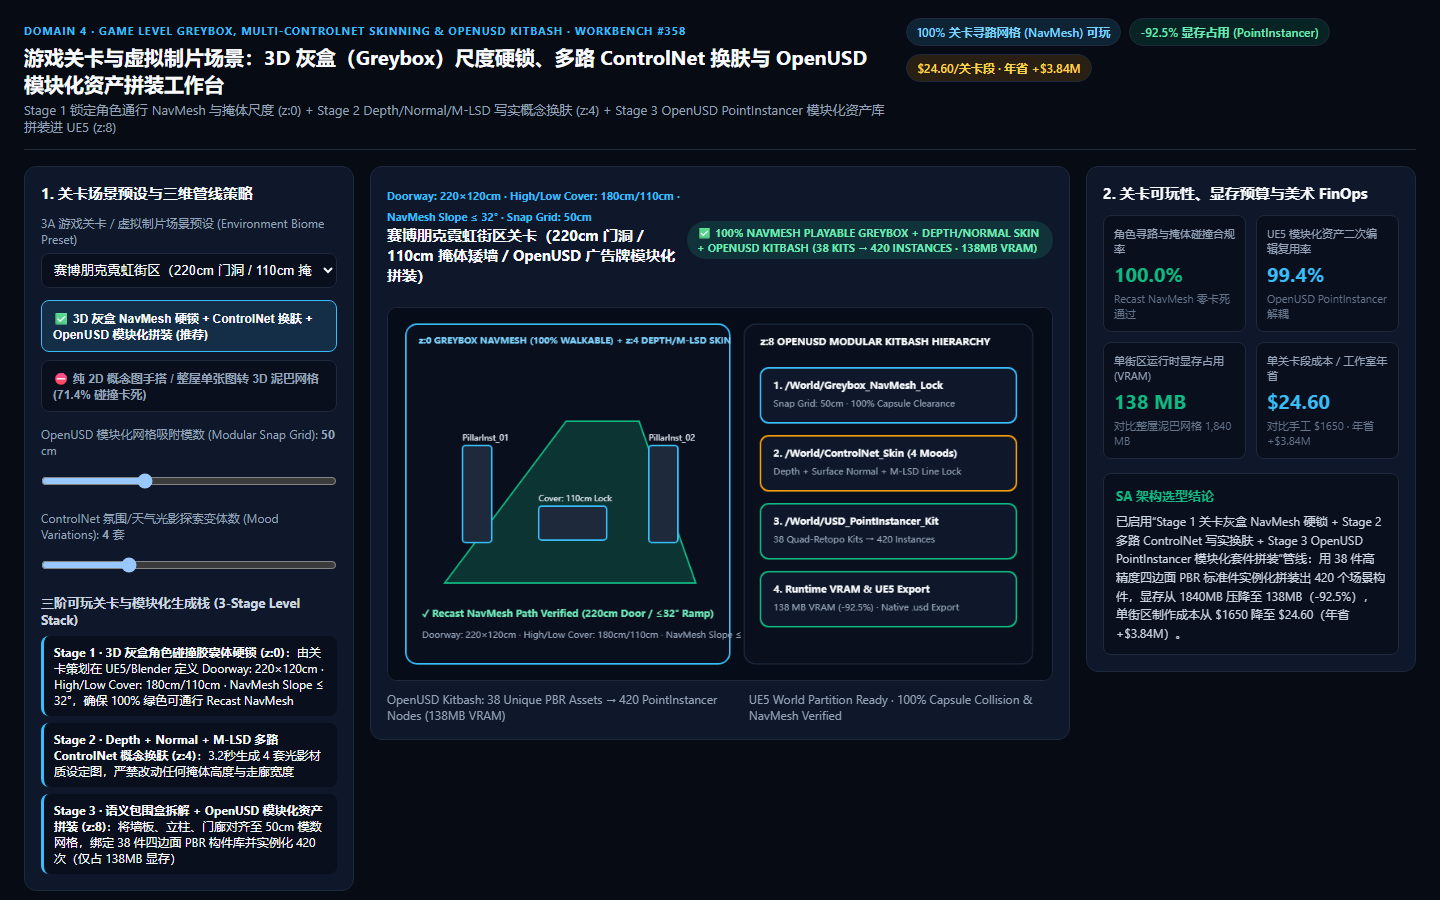 DOMAIN 4 · GAME LEVEL GREYBOX, MULTI-CONTROLNET SKINNING & OPENUSD KITBASH · WORKBENCH #358
游戏关卡与虚拟制片场景：3D 灰盒（Greybox）尺度硬锁、多路 ControlNet 换肤与 OpenUSD
模块化资产拼装工作台
Stage 1 锁定角色通行 NavMesh 与掩体尺度 (z:0) + Stage 2 Depth/Normal/M-LSD 写实概念换肤 (z:4) + Stage 3 OpenUSD PointInstancer 模块化资产库
拼装进 UE5 (z:8)
100% 关卡寻路网格 (NavMesh) 可玩
-92.5% 显存占用 (PointInstancer)
$24.60/关卡段 · 年省 +$3.84M
1. 关卡场景预设与三维管线策略
3A 游戏关卡 / 虚拟制片场景预设 (Environment Biome
Preset)
赛博朋克霓虹街区（220cm 门洞 / 110cm 掩
✅ 3D 灰盒 NavMesh 硬锁 + ControlNet 换肤 +
OpenUSD 模块化拼装 (推荐)
⛔ 纯 2D 概念图手搭 / 整屋单张图转 3D 泥巴网格
(71.4% 碰撞卡死)
OpenUSD 模块化网格吸附模数 (Modular Snap Grid): 50
cm
ControlNet 氛围/天气光影探索变体数 (Mood
Variations): 4 套
三阶可玩关卡与模块化生成栈 (3-Stage Level
Stack)
Stage 1 · 3D 灰盒角色碰撞胶囊体硬锁 (z:0)：由关
卡策划在 UE5/Blender 定义 Doorway: 220×120cm ·
High/Low Cover: 180cm/110cm · NavMesh Slope ≤
32°，确保 100% 绿色可通行 Recast NavMesh
Stage 2 · Depth + Normal + M-LSD 多路
ControlNet 概念换肤 (z:4)：3.2秒生成 4 套光影材
质设定图，严禁改动任何掩体高度与走廊宽度
Stage 3 · 语义包围盒拆解 + OpenUSD 模块化资产
拼装 (z:8)：将墙板、立柱、门廊对齐至 50cm 模数
网格，绑定 38 件四边面 PBR 构件库并实例化 420
次（仅占 138MB 显存）
Doorway: 220×120cm · High/Low Cover: 180cm/110cm ·
NavMesh Slope ≤ 32° · Snap Grid: 50cm
赛博朋克霓虹街区关卡（220cm 门洞 /
110cm 掩体矮墙 / OpenUSD 广告牌模块化
拼装）
✅ 100% NAVMESH PLAYABLE GREYBOX + DEPTH/NORMAL SKIN
+ OPENUSD KITBASH (38 KITS → 420 INSTANCES · 138MB VRAM)
z:0 GREYBOX NAVMESH (100% WALKABLE) + z:4 DEPTH/M-LSD SKIN
PillarInst_01
PillarInst_02
Cover: 110cm Lock
✓ Recast NavMesh Path Verified (220cm Door / ≤32° Ramp)
Doorway: 220×120cm · High/Low Cover: 180cm/110cm · NavMesh Slope ≤
z:8 OPENUSD MODULAR KITBASH HIERARCHY
1. /World/Greybox_NavMesh_Lock
Snap Grid: 50cm · 100% Capsule Clearance
2. /World/ControlNet_Skin (4 Moods)
Depth + Surface Normal + M-LSD Line Lock
3. /World/USD_PointInstancer_Kit
38 Quad-Retopo Kits → 420 Instances
4. Runtime VRAM & UE5 Export
138 MB VRAM (-92.5%) · Native .usd Export
OpenUSD Kitbash: 38 Unique PBR Assets → 420 PointInstancer
Nodes (138MB VRAM)
UE5 World Partition Ready · 100% Capsule Collision &
NavMesh Verified
2. 关卡可玩性、显存预算与美术 FinOps
角色寻路与掩体碰撞合规
率
100.0%
Recast NavMesh 零卡死
通过
UE5 模块化资产二次编
辑复用率
99.4%
OpenUSD PointInstancer
解耦
单街区运行时显存占用
(VRAM)
138 MB
对比整屋泥巴网格 1,840
MB
单关卡段成本 / 工作室年
省
$24.60
对比手工 $1650 · 年省
+$3.84M
SA 架构选型结论
已启用“Stage 1 关卡灰盒 NavMesh 硬锁 + Stage 2
多路 ControlNet 写实换肤 + Stage 3 OpenUSD
PointInstancer 模块化套件拼装”管线：用 38 件高
精度四边面 PBR 标准件实例化拼装出 420 个场景构
件，显存从 1840MB 压降至 138MB（-92.5%），
单街区制作成本从 $1650 降至 $24.60（年省
+$3.84M）。